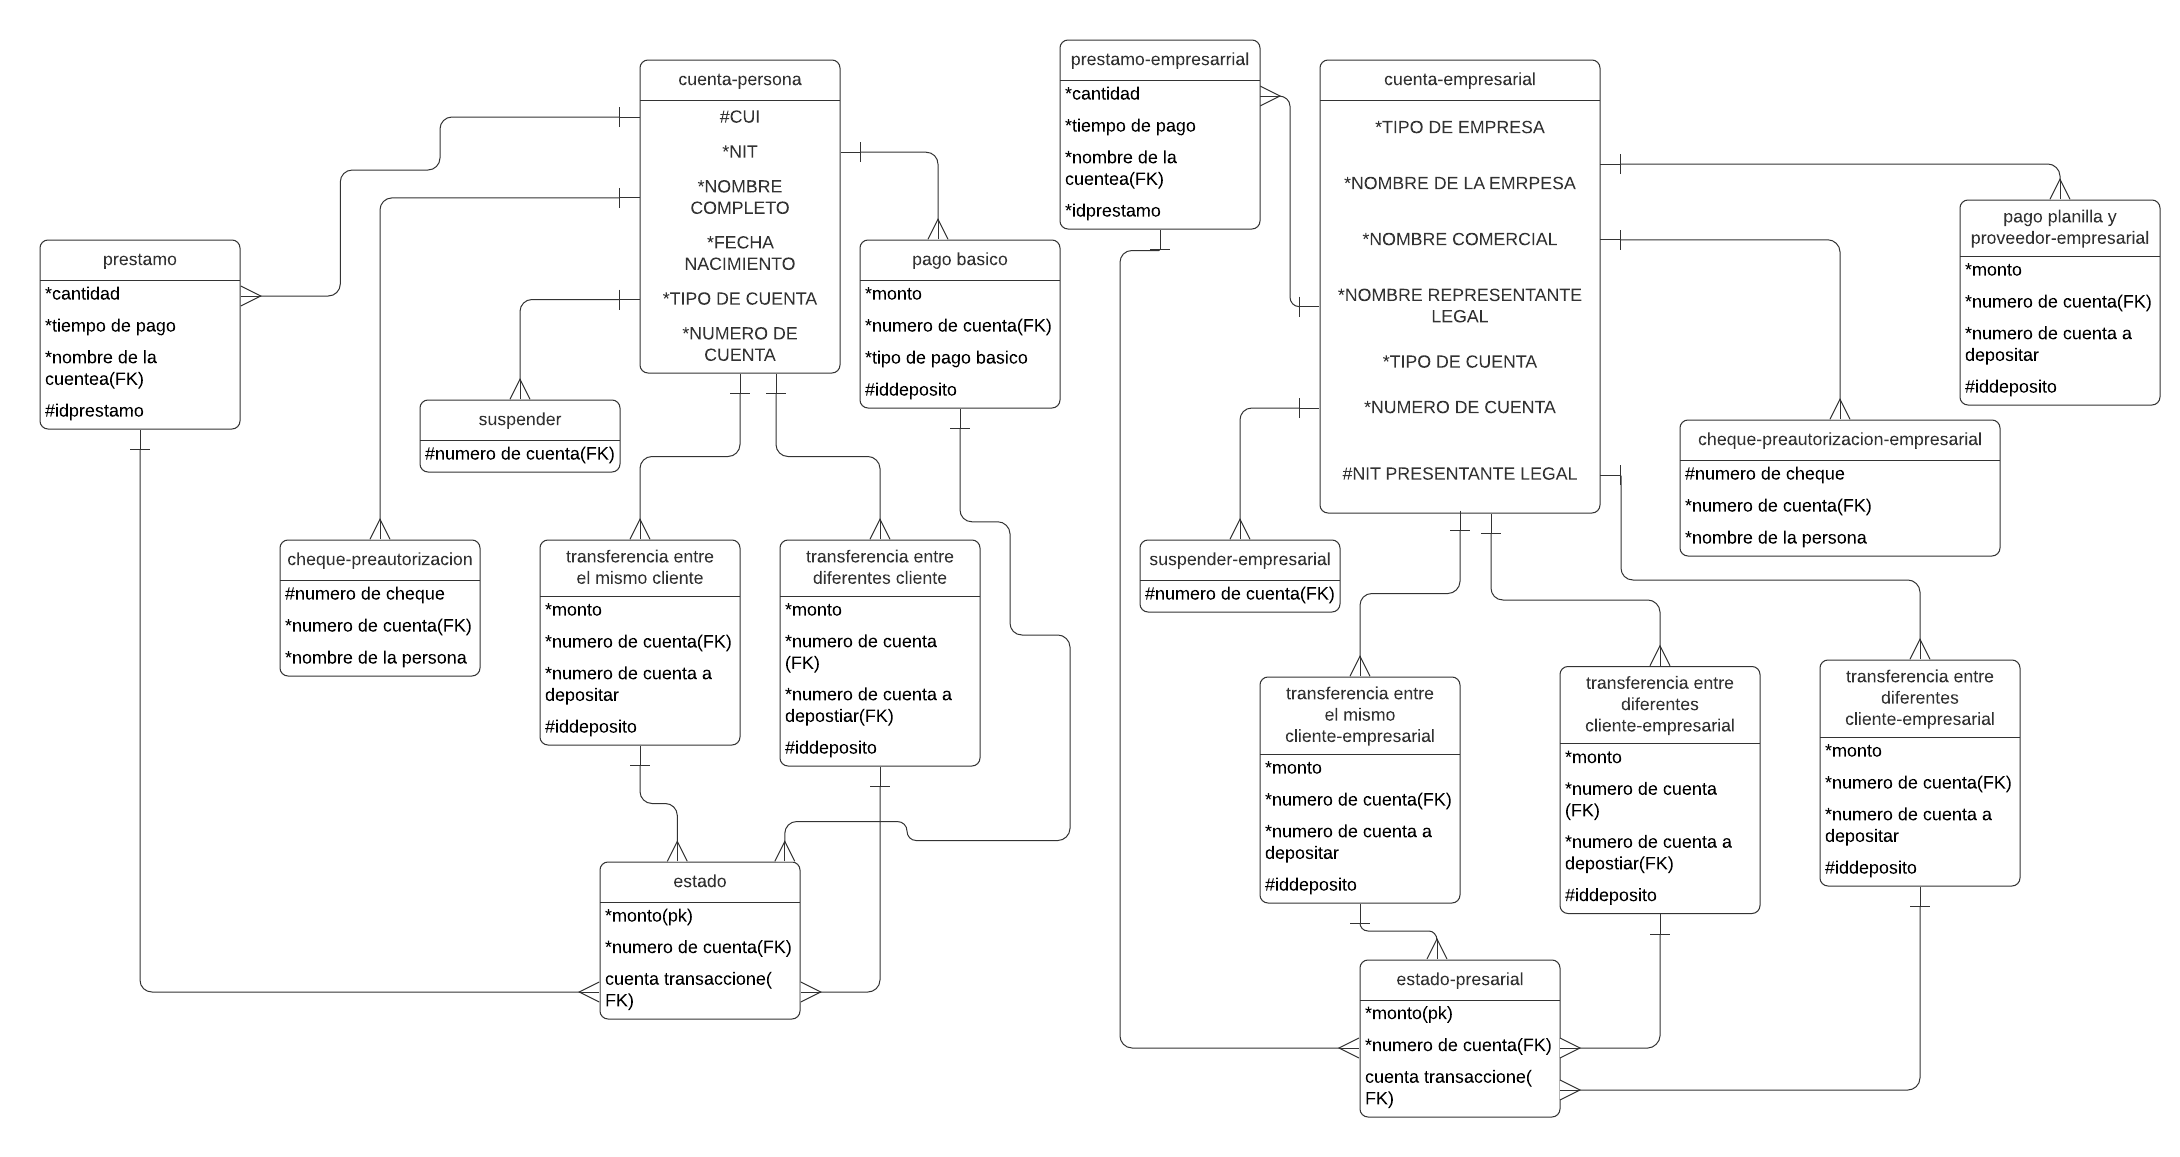 cuenta-persona
#CUI
*NIT
*NOMBRE
COMPLETO
*FECHA
NACIMIENTO
*TIPO DE CUENTA
*NUMERO DE
CUENTA
prestamo
*cantidad
*tiempo de pago
*nombre de la
cuentea(FK)
#idprestamo
suspender
#numero de cuenta(FK)
pago basico
*monto
*numero de cuenta(FK)
*tipo de pago basico
#iddeposito
cheque-preautorizacion
#numero de cheque
*numero de cuenta(FK)
*nombre de la persona
transferencia entre
el mismo cliente
*monto
*numero de cuenta(FK)
*numero de cuenta a
depositar
#iddeposito
transferencia entre
diferentes cliente
*monto
*numero de cuenta
(FK)
*numero de cuenta a
depostiar(FK)
#iddeposito
estado
*monto(pk)
*numero de cuenta(FK)
cuenta transaccione(
FK)
prestamo-empresarrial
*cantidad
*tiempo de pago
*nombre de la
cuentea(FK)
*idprestamo
cuenta-empresarial
*TIPO DE EMPRESA
*NOMBRE DE LA EMRPESA
*NOMBRE COMERCIAL
*NOMBRE REPRESENTANTE
LEGAL
*TIPO DE CUENTA
*NUMERO DE CUENTA
#NIT PRESENTANTE LEGAL
pago planilla y
proveedor-empresarial
*monto
*numero de cuenta(FK)
*numero de cuenta a
depositar
#iddeposito
cheque-preautorizacion-empresarial
#numero de cheque
*numero de cuenta(FK)
*nombre de la persona
suspender-empresarial
#numero de cuenta(FK)
transferencia entre
el mismo
cliente-empresarial
*monto
*numero de cuenta(FK)
*numero de cuenta a
depositar
#iddeposito
transferencia entre
diferentes
cliente-empresarial
*monto
*numero de cuenta
(FK)
*numero de cuenta a
depostiar(FK)
#iddeposito
transferencia entre
diferentes
cliente-empresarial
*monto
*numero de cuenta(FK)
*numero de cuenta a
depositar
#iddeposito
estado-presarial
*monto(pk)
*numero de cuenta(FK)
cuenta transaccione(
FK)